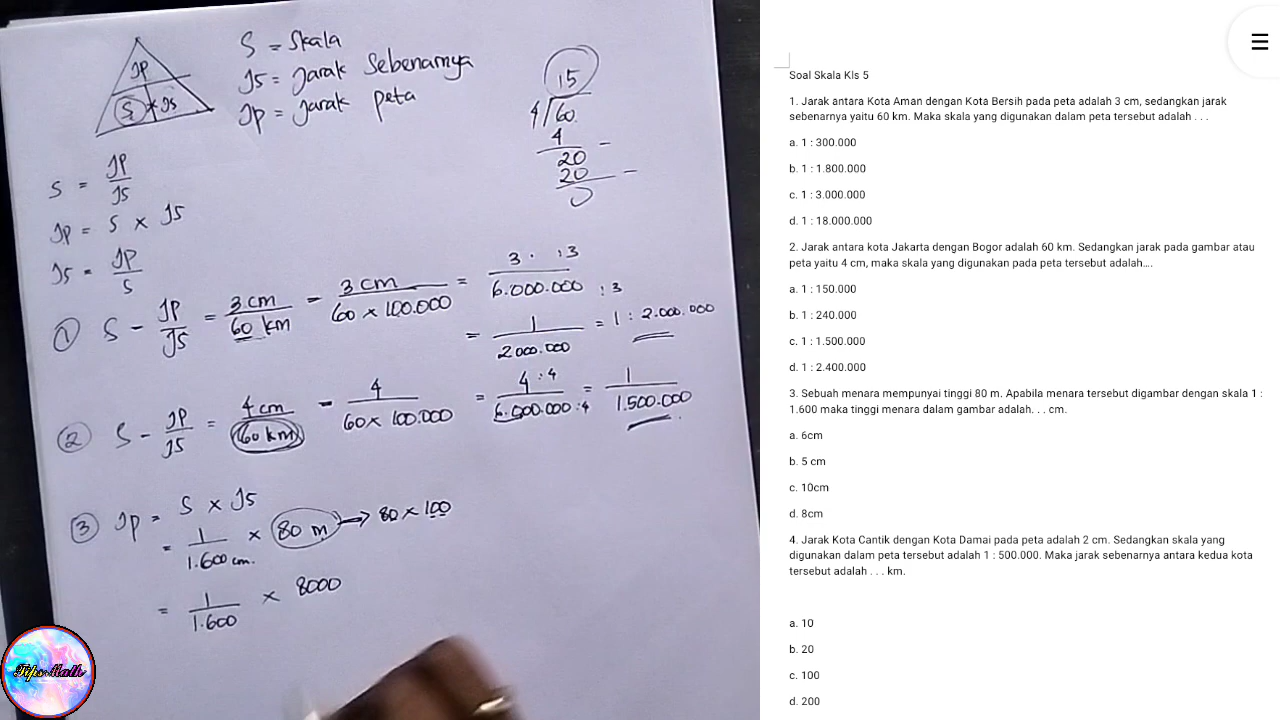 JP
S x JS
S = Skala
JS = Jarak Sebenarnya
JP = Jarak peta
15
4 / 60
4
20 -
20 -
0
S = JP / JS
JP = S x JS
JS = JP / S
1 S - JP / JS = 3 cm / 60 km - 3 cm / 60 x 100.000 = 3 : 3 / 6.000.000 : 3
= 1 / 2000.000 = 1 : 2.000.000
2 S - JP / JS = 4 cm / 60 km - 4 / 60 x 100.000 = 4 : 4 / 6.000.000 : 4 = 1 / 1.500.000
3 Jp = S x JS
= 1 / 1.600 cm. x 80 m → 80 x 100
= 1 / 1.600 x 8000
Tips Math
Soal Skala Kls 5
1. Jarak antara Kota Aman dengan Kota Bersih pada peta adalah 3 cm, sedangkan jarak
sebenarnya yaitu 60 km. Maka skala yang digunakan dalam peta tersebut adalah . . .
a. 1 : 300.000
b. 1 : 1.800.000
c. 1 : 3.000.000
d. 1 : 18.000.000
2. Jarak antara kota Jakarta dengan Bogor adalah 60 km. Sedangkan jarak pada gambar atau
peta yaitu 4 cm, maka skala yang digunakan pada peta tersebut adalah....
a. 1 : 150.000
b. 1 : 240.000
c. 1 : 1.500.000
d. 1 : 2.400.000
3. Sebuah menara mempunyai tinggi 80 m. Apabila menara tersebut digambar dengan skala 1 :
1.600 maka tinggi menara dalam gambar adalah. . . cm.
a. 6cm
b. 5 cm
c. 10cm
d. 8cm
4. Jarak Kota Cantik dengan Kota Damai pada peta adalah 2 cm. Sedangkan skala yang
digunakan dalam peta tersebut adalah 1 : 500.000. Maka jarak sebenarnya antara kedua kota
tersebut adalah . . . km.
a. 10
b. 20
c. 100
d. 200